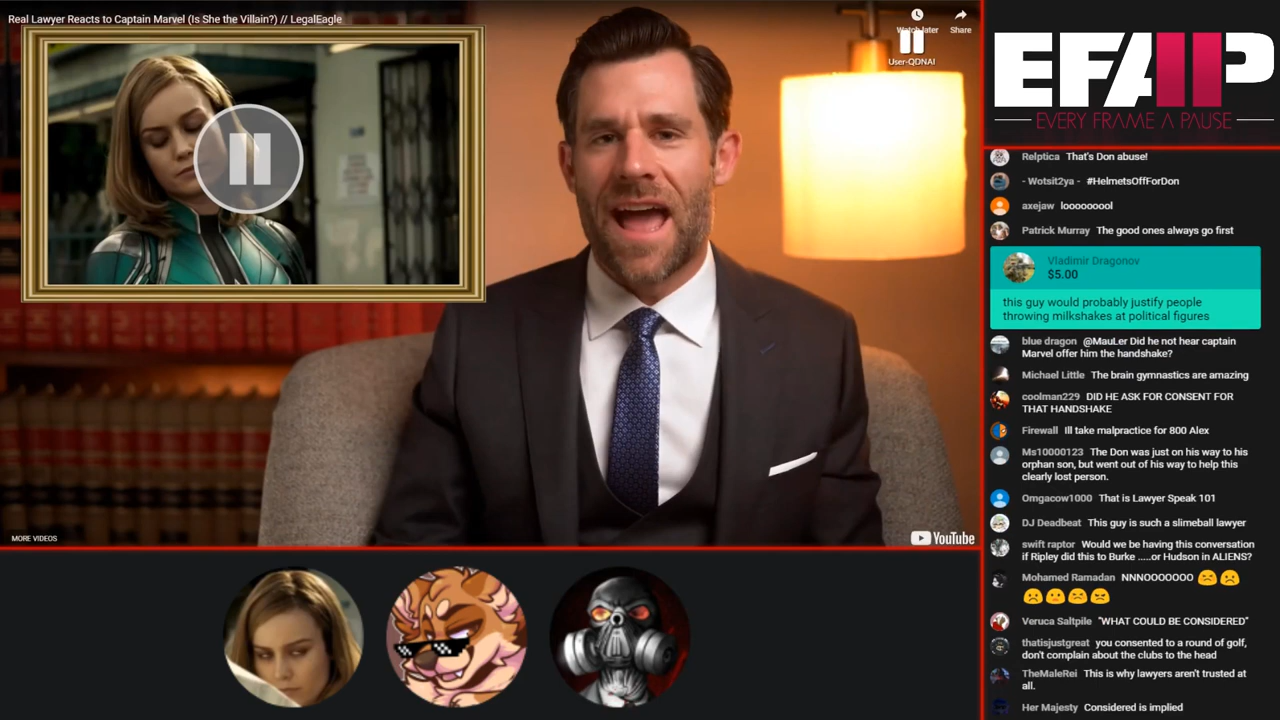 Real Lawyer Reacts to Captain Marvel (Is She the Villain?) // LegalEagle
Watch later
Share
User-QDNAI
MORE VIDEOS
YouTube
EFAP
EVERY FRAME A PAUSE
Relptica That's Don abuse!
- Wotsit2ya - #HelmetsOffForDon
axejaw looooooool
Patrick Murray The good ones always go first
Vladimir Dragonov
$5.00
this guy would probably justify people
throwing milkshakes at political figures
blue dragon @MauLer Did he not hear captain
Marvel offer him the handshake?
Michael Little The brain gymnastics are amazing
coolman229 DID HE ASK FOR CONSENT FOR
THAT HANDSHAKE
Firewall Ill take malpractice for 800 Alex
Ms10000123 The Don was just on his way to his
orphan son, but went out of his way to help this
clearly lost person.
Omgacow1000 That is Lawyer Speak 101
DJ Deadbeat This guy is such a slimeball lawyer
swift raptor Would we be having this conversation
if Ripley did this to Burke .....or Hudson in ALIENS?
Mohamed Ramadan NNNOOOOOOO
Veruca Saltpile "WHAT COULD BE CONSIDERED"
thatisjustgreat you consented to a round of golf,
don't complain about the clubs to the head
TheMaleRei This is why lawyers aren't trusted at
all.
Her Majesty Considered is implied